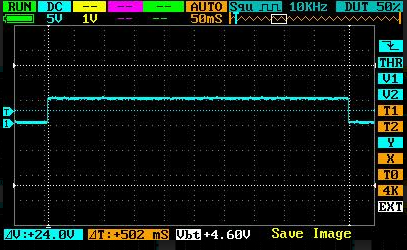 RUN DC -- -- -- AUTO Squ 10KHz DUT 50%
5V 1V -- -- 50mS
THR
V1
V2
T1
T2
Y
X
T0
4K
EXT
T
1
ΔV:+24.0V ΔT:+502 mS Vbt +4.60V Save Image